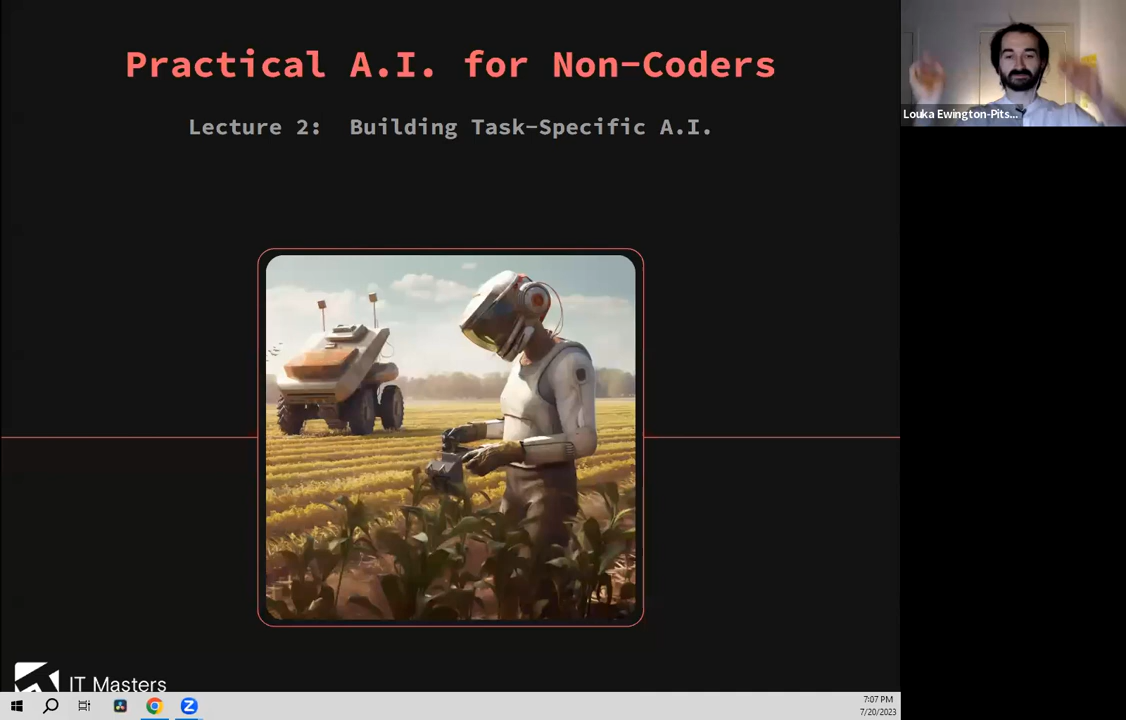 Practical A.I. for Non-Coders
Lecture 2: Building Task-Specific A.I.
Louka Ewington-Pits...
IT Masters
7:07 PM
7/20/2023